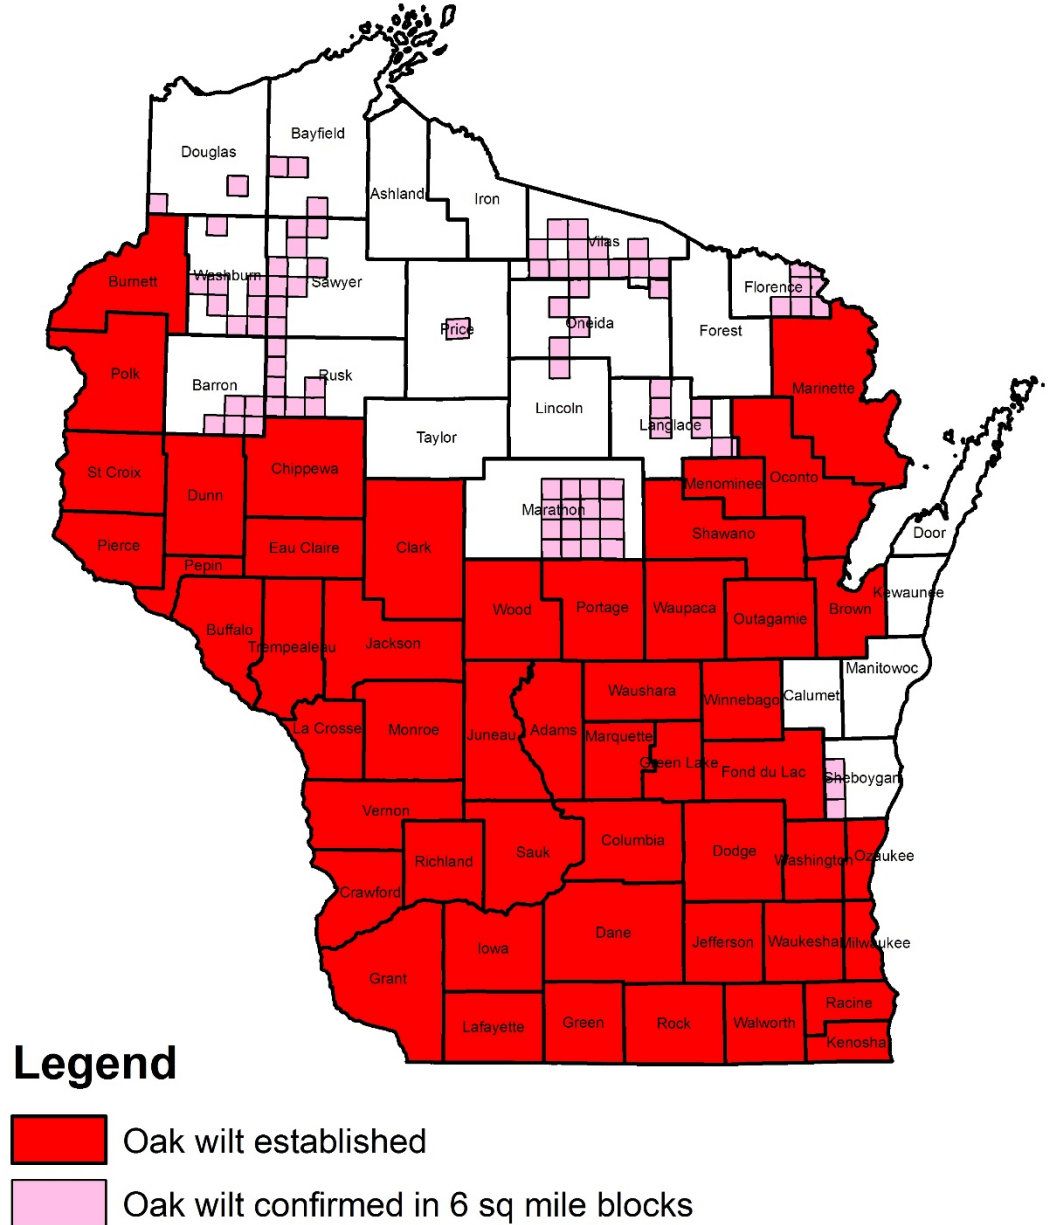 Bayfield
Douglas
Ashland
Iron
Vilas
Washburn
Sawyer
Burnett
Florence
Price
Oneida
Forest
Polk
Barron
Rusk
Marinette
Lincoln
Taylor
Langlade
St Croix
Dunn
Chippewa
Menominee
Oconto
Marathon
Door
Pierce
Eau Claire
Clark
Shawano
Pepin
Kewaunee
Wood
Portage
Waupaca
Outagamie
Brown
Buffalo
Trempealeau
Jackson
Manitowoc
Waushara
Winnebago
Calumet
La Crosse
Monroe
Juneau
Adams
Marquette
Green Lake
Fond du Lac
Sheboygan
Vernon
Richland
Sauk
Columbia
Dodge
Washington
Ozaukee
Crawford
Dane
Iowa
Jefferson
Waukesha
Milwaukee
Grant
Lafayette
Green
Rock
Walworth
Racine
Kenosha
Legend
Oak wilt established
Oak wilt confirmed in 6 sq mile blocks